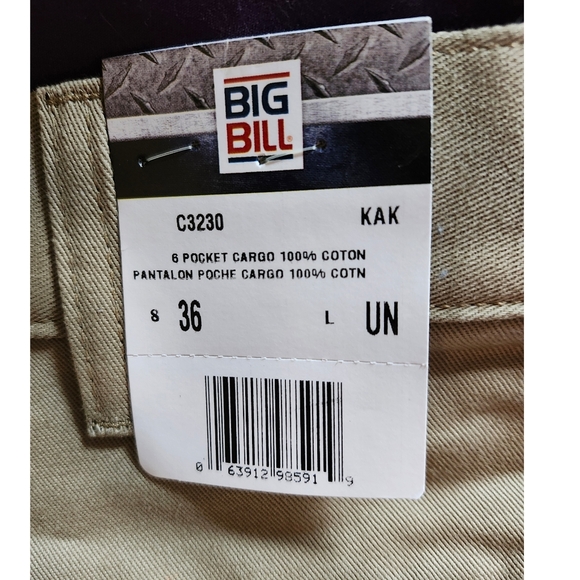 BIG
BILL®
C3230 KAK
6 POCKET CARGO 100% COTON
PANTALON POCHE CARGO 100% COTN
S 36 L UN
0 63912 98591 9